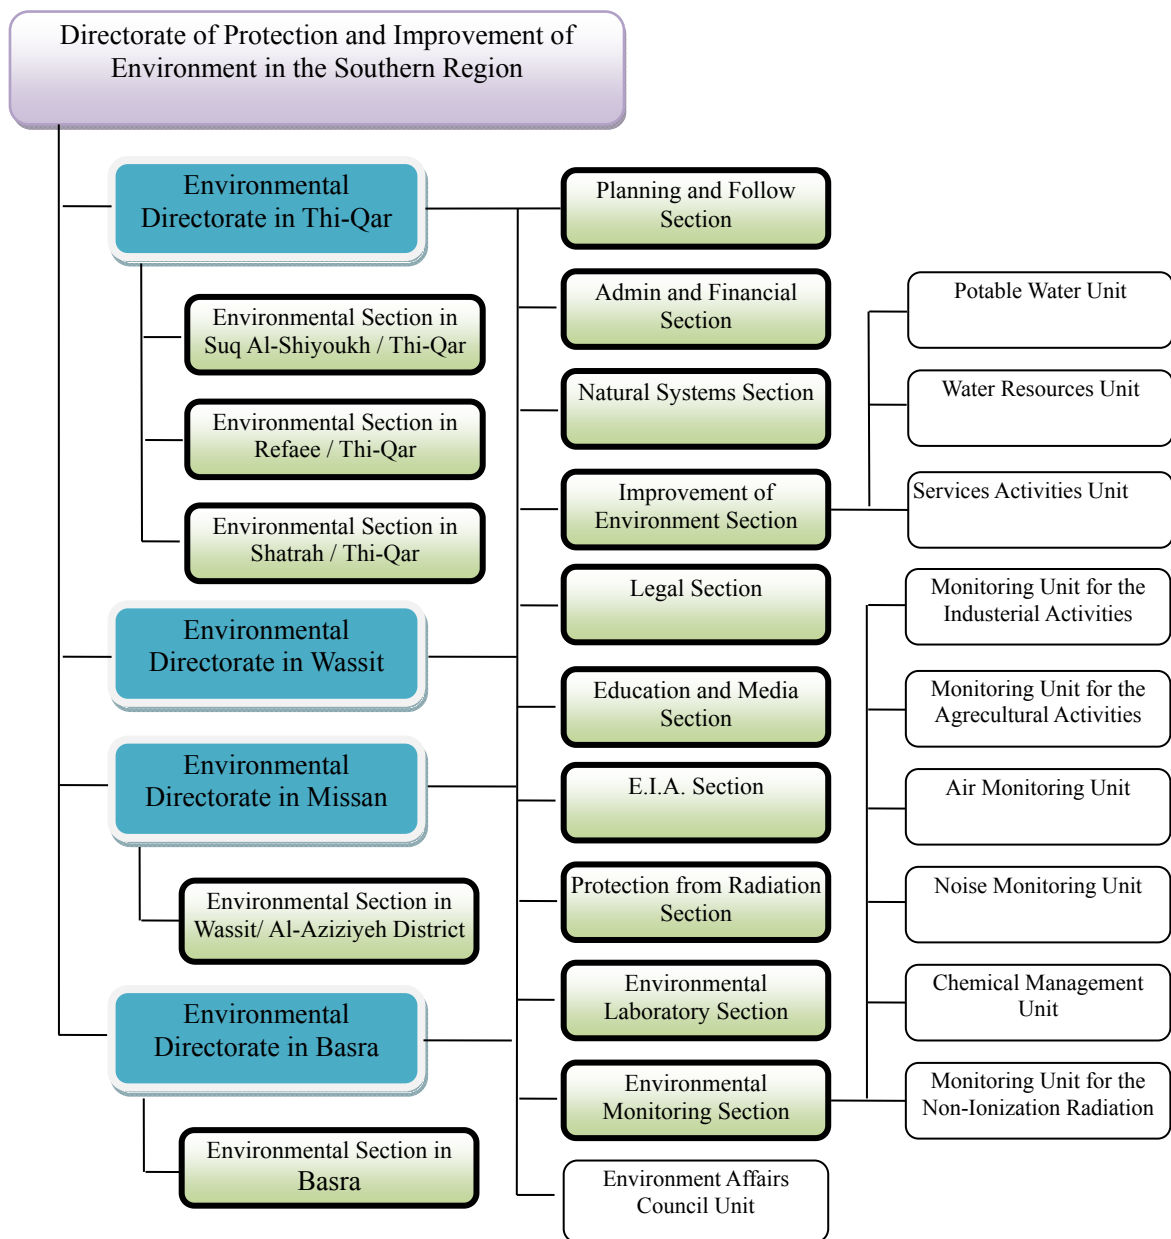 Directorate of Protection and Improvement of
Environment in the Southern Region
Environmental
Directorate in Thi-Qar
Environmental Section in
Suq Al-Shiyoukh / Thi-Qar
Environmental Section in
Refaee / Thi-Qar
Environmental Section in
Shatrah / Thi-Qar
Environmental
Directorate in Wassit
Environmental
Directorate in Missan
Environmental Section in
Wassit/ Al-Aziziyeh District
Environmental
Directorate in Basra
Environmental Section in
Basra
Planning and Follow
Section
Admin and Financial
Section
Natural Systems Section
Improvement of
Environment Section
Legal Section
Education and Media
Section
E.I.A. Section
Protection from Radiation
Section
Environmental
Laboratory Section
Environmental
Monitoring Section
Environment Affairs
Council Unit
Potable Water Unit
Water Resources Unit
Services Activities Unit
Monitoring Unit for the
Industerial Activities
Monitoring Unit for the
Agrecultural Activities
Air Monitoring Unit
Noise Monitoring Unit
Chemical Management
Unit
Monitoring Unit for the
Non-Ionization Radiation